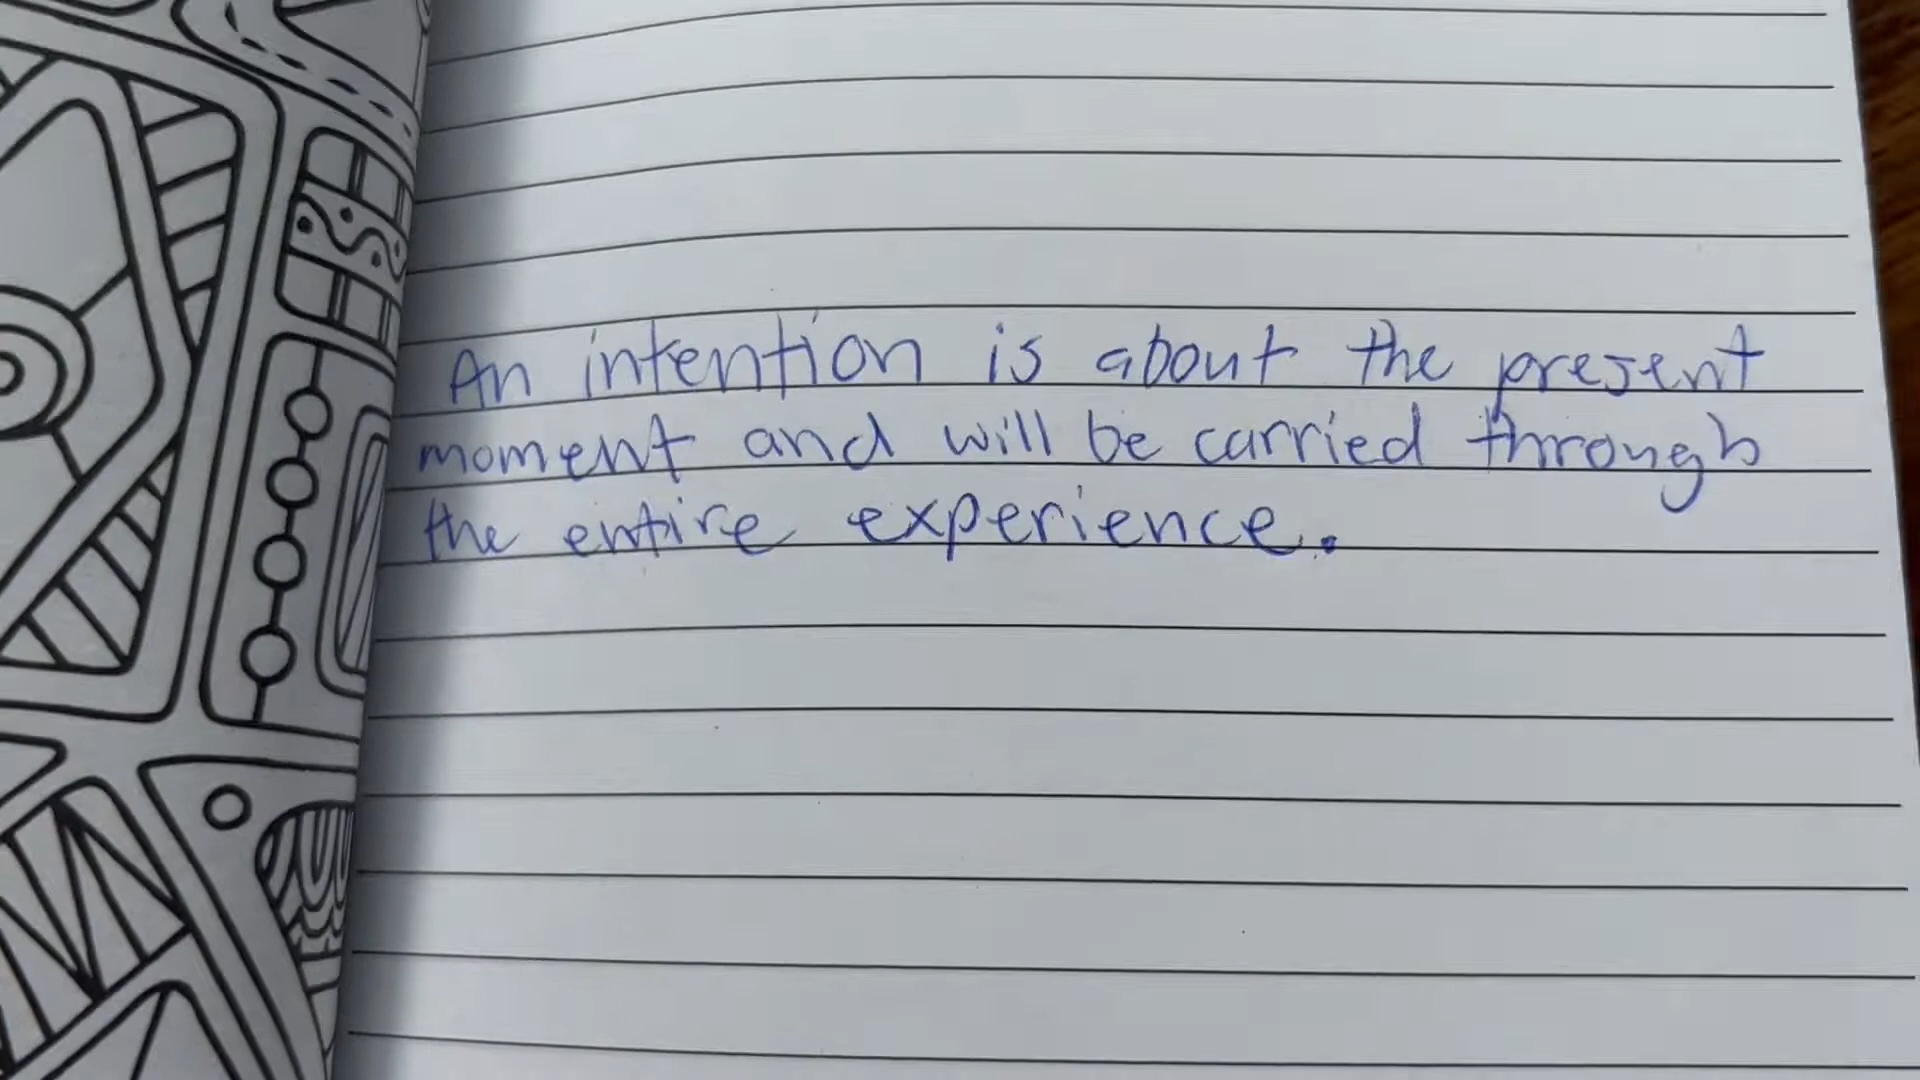 An intention is about the present
moment and will be carried through
the entire experience.